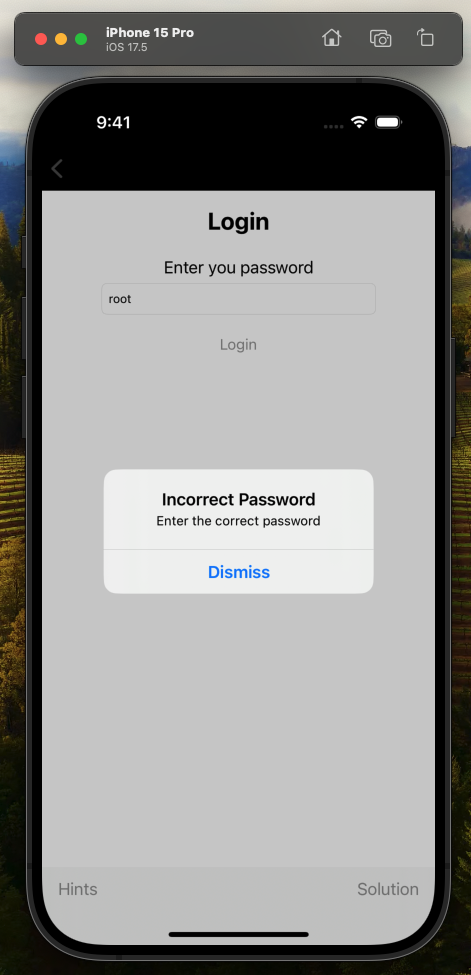 iPhone 15 Pro
iOS 17.5
9:41
Login
Enter you password
root
Login
Incorrect Password
Enter the correct password
Dismiss
Hints
Solution